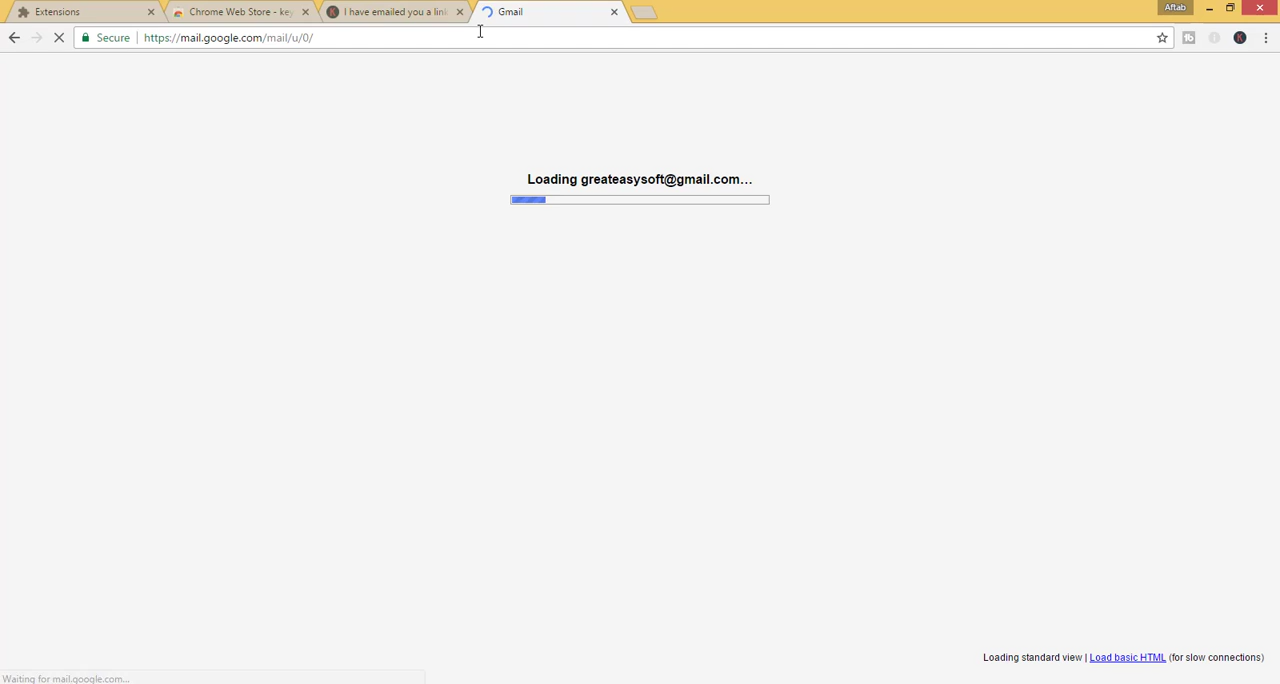 Extensions
Chrome Web Store - key
I have emailed you a lin
Gmail
Aftab
Secure
https://mail.google.com/mail/u/0/
Loading greateasysoft@gmail.com…
Loading standard view | Load basic HTML (for slow connections)
Waiting for mail.google.com...